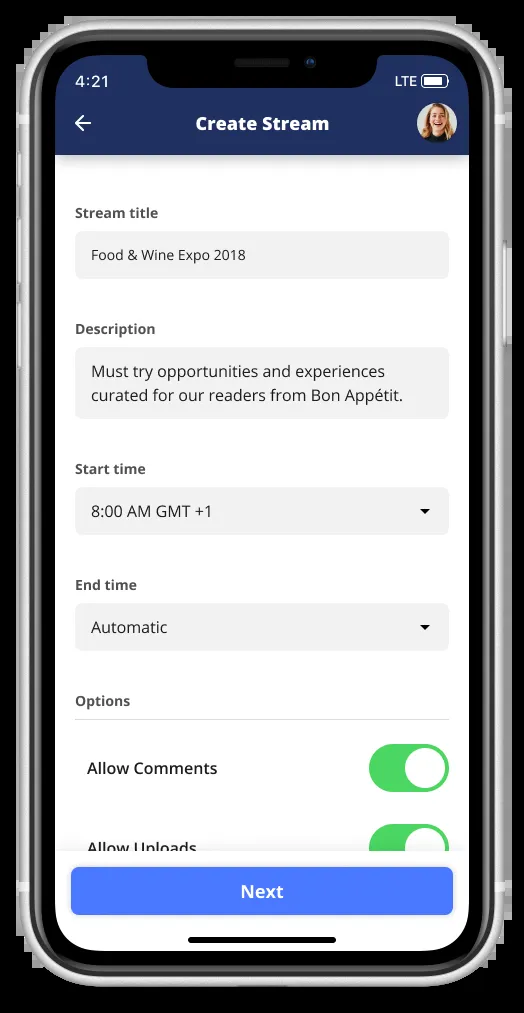 4:21
LTE
Create Stream
Stream title
Food & Wine Expo 2018
Description
Must try opportunities and experiences
curated for our readers from Bon Appétit.
Start time
8:00 AM GMT +1
End time
Automatic
Options
Allow Comments
Allow Uploads
Next